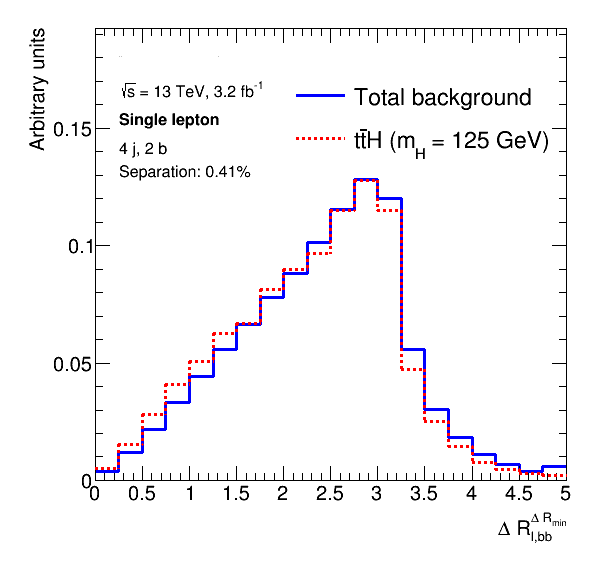 Arbitrary units
√s = 13 TeV, 3.2 fb⁻¹
Single lepton
4 j, 2 b
Separation: 0.41%
Total background
tt̄H (m_H = 125 GeV)
0.15
0.1
0.05
0
0 0.5 1 1.5 2 2.5 3 3.5 4 4.5 5
Δ R_l,bb^Δ R_min